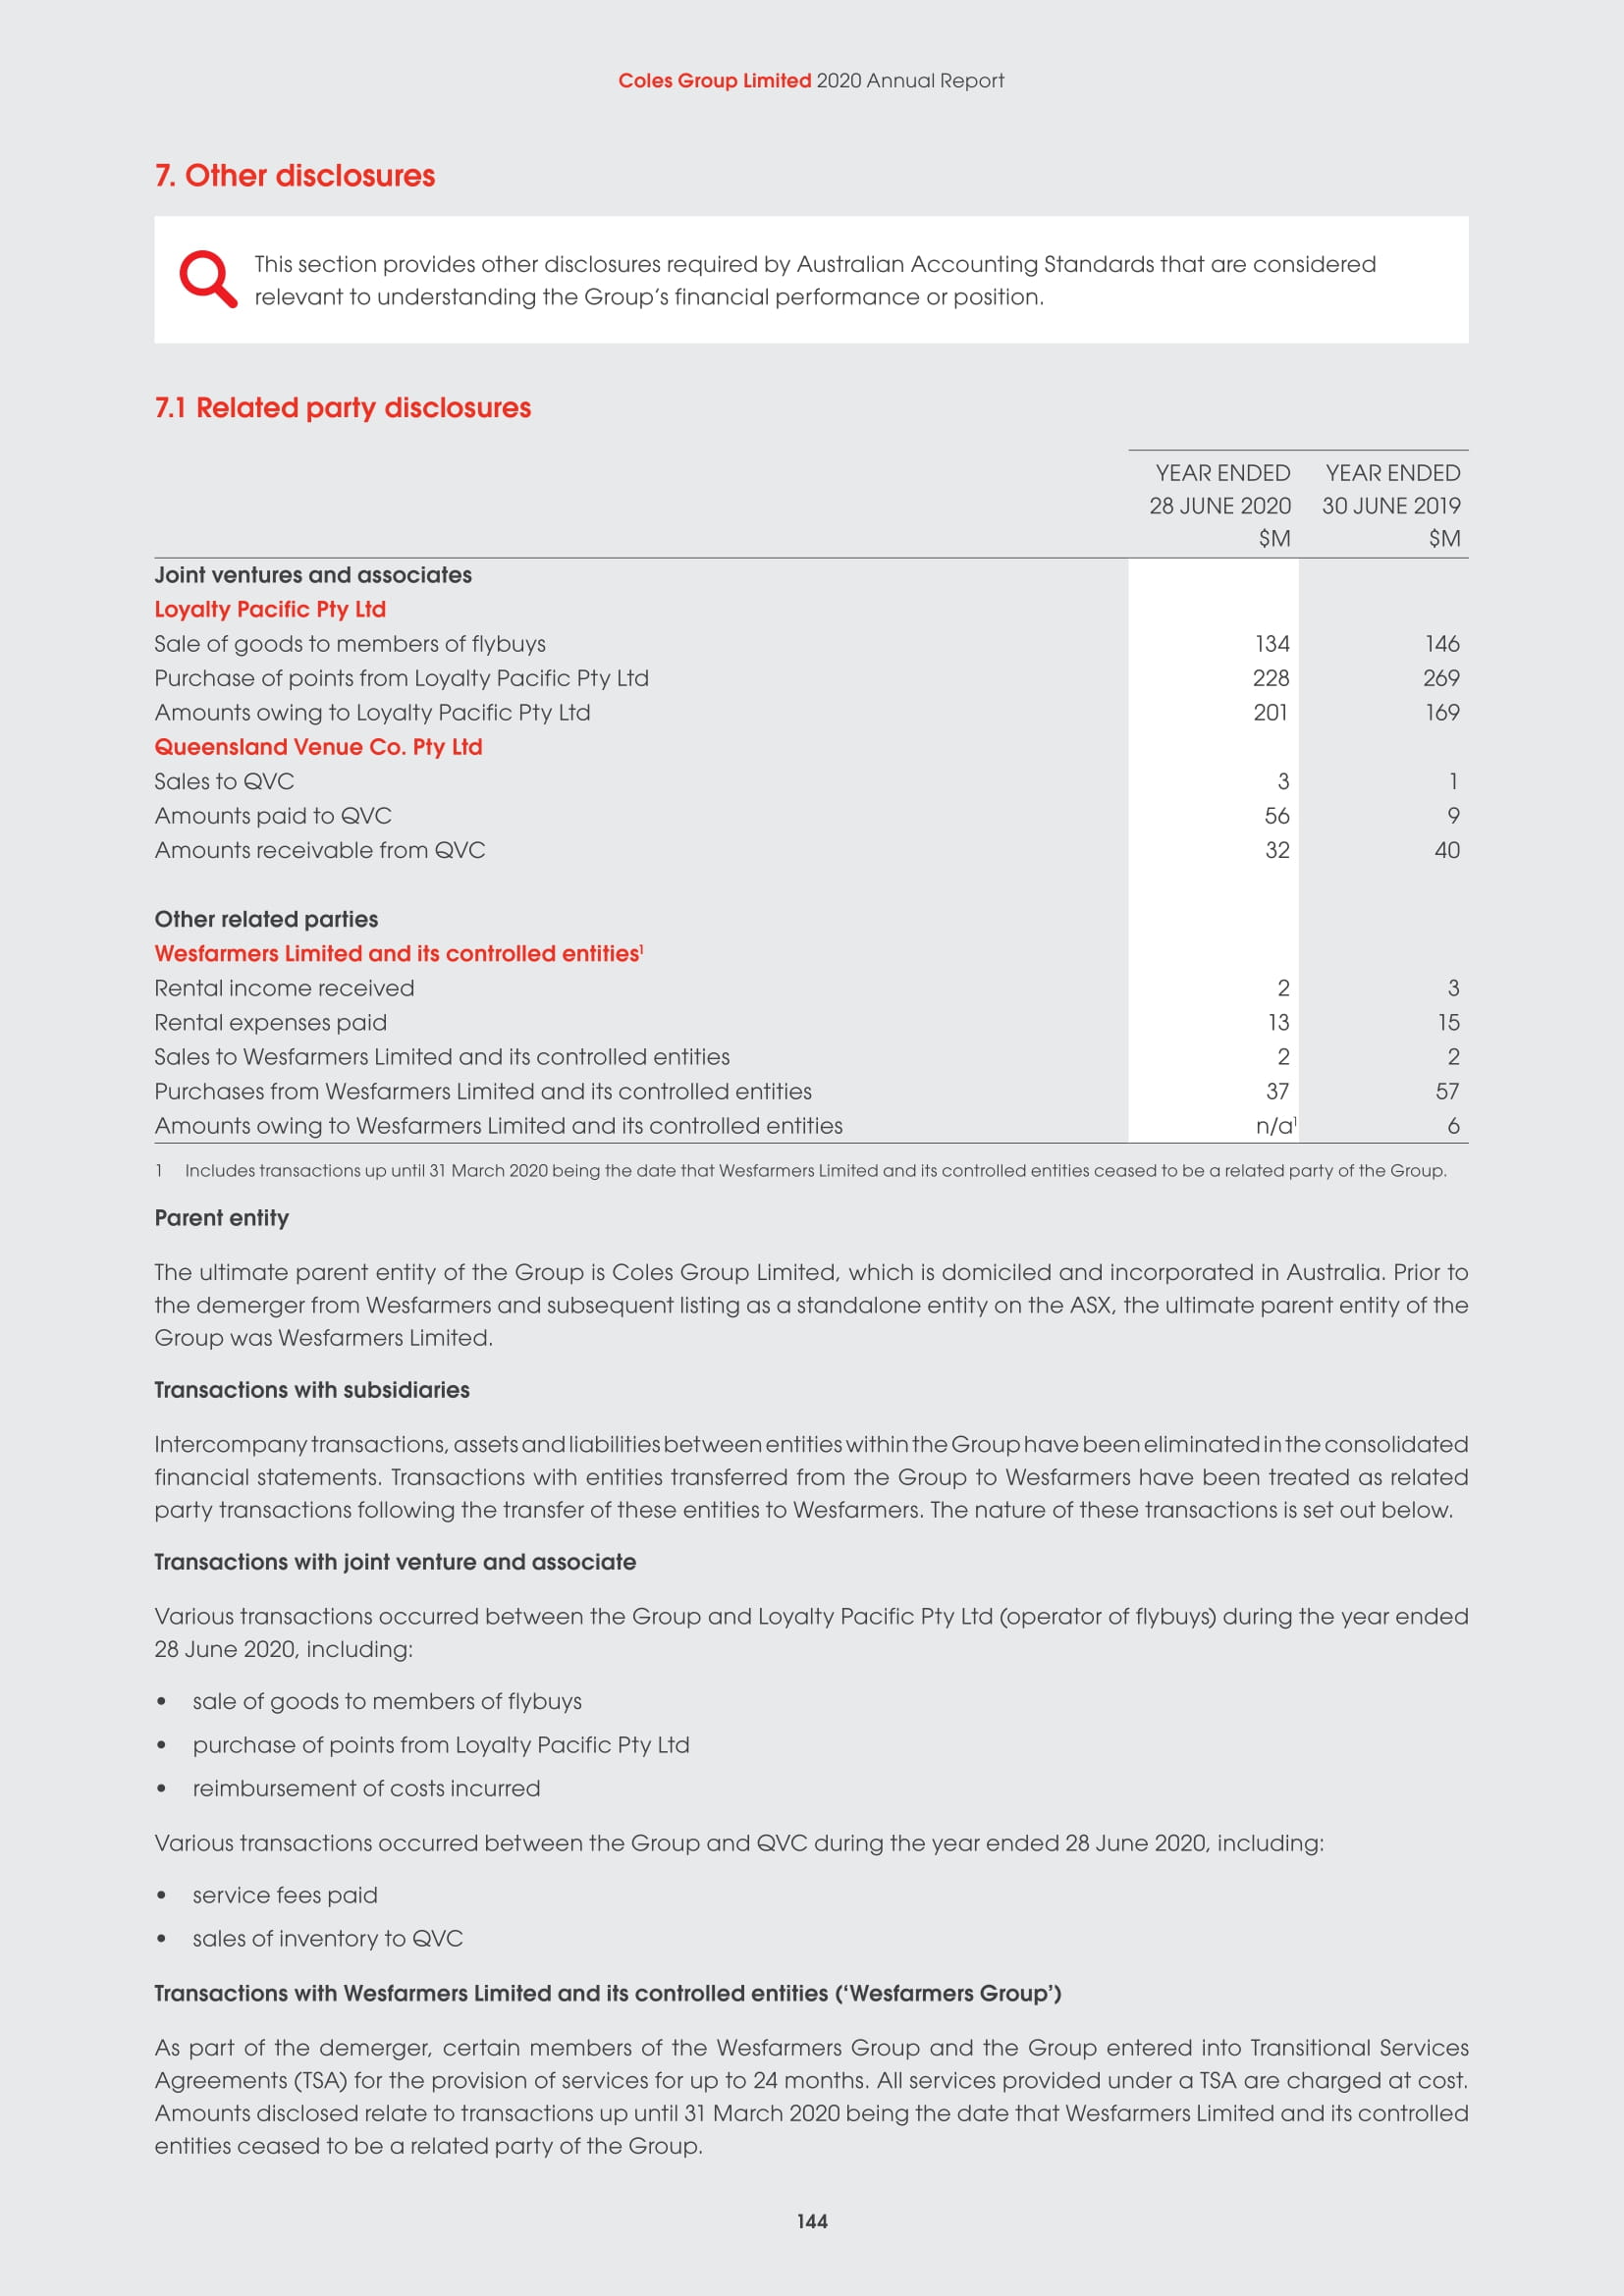 Coles Group Limited 2020 Annual Report
7. Other disclosures
This section provides other disclosures required by Australian Accounting Standards that are considered
relevant to understanding the Group’s financial performance or position.
7.1 Related party disclosures
YEAR ENDED YEAR ENDED
28 JUNE 2020 30 JUNE 2019
$M $M
Joint ventures and associates
Loyalty Pacific Pty Ltd
Sale of goods to members of flybuys 134 146
Purchase of points from Loyalty Pacific Pty Ltd 228 269
Amounts owing to Loyalty Pacific Pty Ltd 201 169
Queensland Venue Co. Pty Ltd
Sales to QVC 3 1
Amounts paid to QVC 56 9
Amounts receivable from QVC 32 40
Other related parties
Wesfarmers Limited and its controlled entities¹
Rental income received 2 3
Rental expenses paid 13 15
Sales to Wesfarmers Limited and its controlled entities 2 2
Purchases from Wesfarmers Limited and its controlled entities 37 57
Amounts owing to Wesfarmers Limited and its controlled entities n/a¹ 6
1 Includes transactions up until 31 March 2020 being the date that Wesfarmers Limited and its controlled entities ceased to be a related party of the Group.
Parent entity
The ultimate parent entity of the Group is Coles Group Limited, which is domiciled and incorporated in Australia. Prior to
the demerger from Wesfarmers and subsequent listing as a standalone entity on the ASX, the ultimate parent entity of the
Group was Wesfarmers Limited.
Transactions with subsidiaries
Intercompany transactions, assets and liabilities between entities within the Group have been eliminated in the consolidated
financial statements. Transactions with entities transferred from the Group to Wesfarmers have been treated as related
party transactions following the transfer of these entities to Wesfarmers. The nature of these transactions is set out below.
Transactions with joint venture and associate
Various transactions occurred between the Group and Loyalty Pacific Pty Ltd (operator of flybuys) during the year ended
28 June 2020, including:
• sale of goods to members of flybuys
• purchase of points from Loyalty Pacific Pty Ltd
• reimbursement of costs incurred
Various transactions occurred between the Group and QVC during the year ended 28 June 2020, including:
• service fees paid
• sales of inventory to QVC
Transactions with Wesfarmers Limited and its controlled entities (‘Wesfarmers Group’)
As part of the demerger, certain members of the Wesfarmers Group and the Group entered into Transitional Services
Agreements (TSA) for the provision of services for up to 24 months. All services provided under a TSA are charged at cost.
Amounts disclosed relate to transactions up until 31 March 2020 being the date that Wesfarmers Limited and its controlled
entities ceased to be a related party of the Group.
144